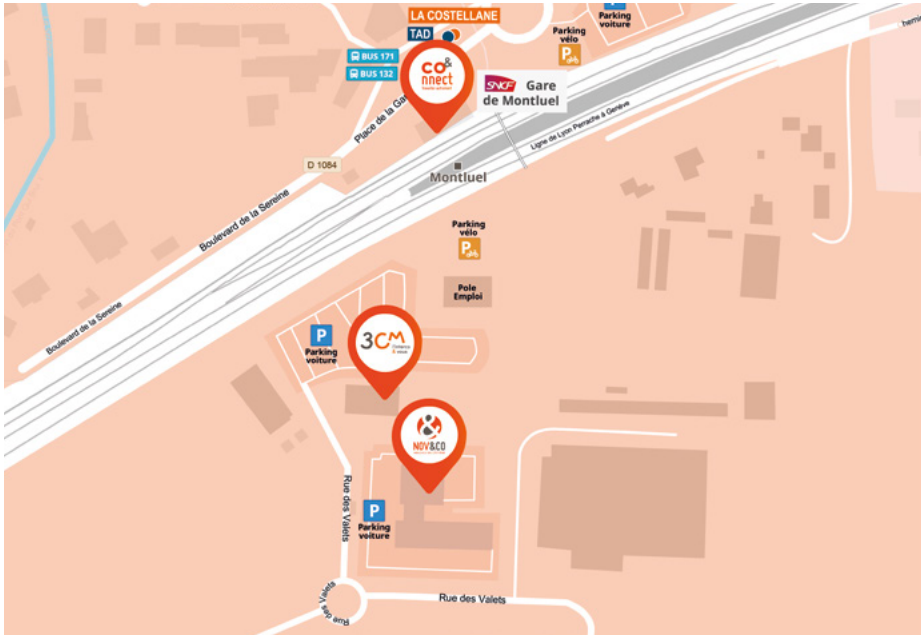 LA COSTELLANE
TAD
Parking
voiture
Parking
vélo
P
BUS 171
BUS 132
co&
nnect
SNCF Gare
de Montluel
Place de la Gar
D 1084
Ligne de Lyon Perrache à Genève
Montluel
Boulevard de la Sereine
Parking
vélo
P
Pole
Emploi
Boulevard de la Sereine
P
Parking
voiture
3CM
&
NOV&CO
Rue des Valets
P
Parking
voiture
Rue des Valets
Rue des Valets